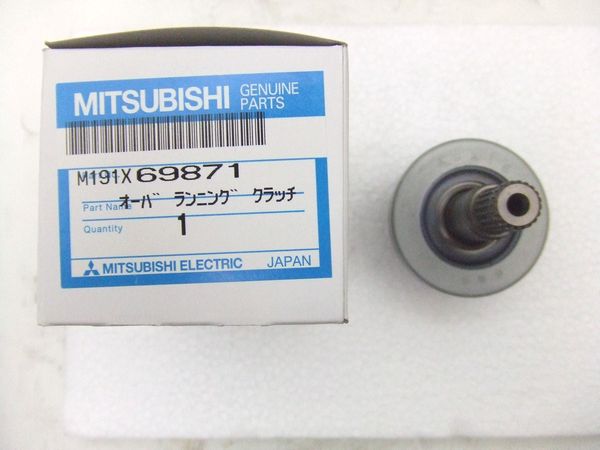 MITSUBISHI GENUINE PARTS
M191X69871
オーバ ランニング クラッチ
Part Name
Quantity 1
MITSUBISHI ELECTRIC JAPAN